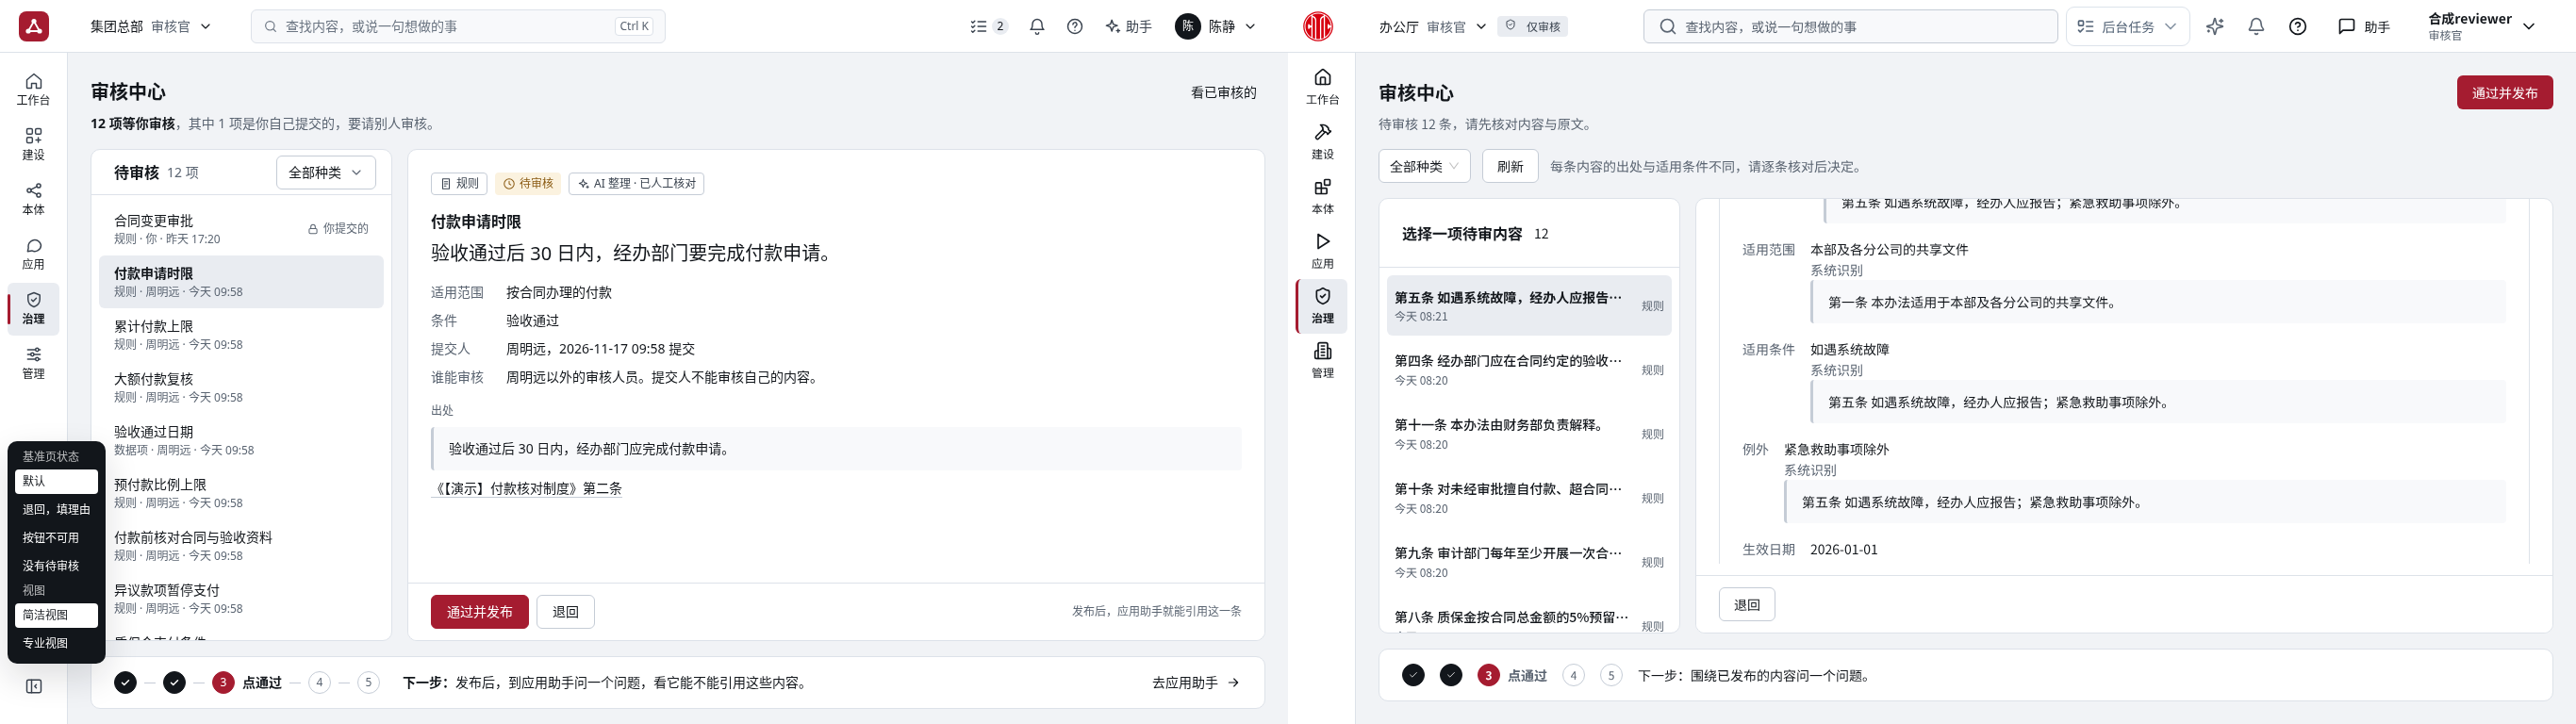 集团总部 审核官
查找内容，或说一句想做的事
Ctrl K
2
助手
陈
陈静
工作台
建设
本体
应用
治理
管理
审核中心
看已审核的
12 项等你审核，其中 1 项是你自己提交的，要请别人审核。
待审核 12 项
全部种类
合同变更审批
规则 · 你 · 昨天 17:20
你提交的
付款申请时限
规则 · 周明远 · 今天 09:58
累计付款上限
规则 · 周明远 · 今天 09:58
大额付款复核
规则 · 周明远 · 今天 09:58
验收通过日期
数据项 · 周明远 · 今天 09:58
预付款比例上限
规则 · 周明远 · 今天 09:58
付款前核对合同与验收资料
规则 · 周明远 · 今天 09:58
异议款项暂停支付
规则 · 周明远 · 今天 09:58
基准页状态
默认
退回，填理由
按钮不可用
没有待审核
视图
简洁视图
专业视图
规则
待审核
AI 整理 · 已人工核对
付款申请时限
验收通过后 30 日内，经办部门要完成付款申请。
适用范围 按合同办理的付款
条件 验收通过
提交人 周明远，2026-11-17 09:58 提交
谁能审核 周明远以外的审核人员。提交人不能审核自己的内容。
出处
验收通过后 30 日内，经办部门应完成付款申请。
《【演示】付款核对制度》第二条
通过并发布
退回
发布后，应用助手就能引用这一条
3 点通过 4 5
下一步：发布后，到应用助手问一个问题，看它能不能引用这些内容。
去应用助手
办公厅 审核官
仅审核
查找内容，或说一句想做的事
后台任务
助手
合成reviewer
审核官
工作台
建设
本体
应用
治理
管理
审核中心
通过并发布
待审核 12 条，请先核对内容与原文。
全部种类
刷新
每条内容的出处与适用条件不同，请逐条核对后决定。
选择一项待审内容 12
第五条 如遇系统故障，经办人应报告…
今天 08:21
规则
第四条 经办部门应在合同约定的验收…
今天 08:20
规则
第十一条 本办法由财务部负责解释。
今天 08:20
规则
第十条 对未经审批擅自付款、超合同…
今天 08:20
规则
第九条 审计部门每年至少开展一次合…
今天 08:20
规则
第八条 质保金按合同总金额的5%预留…
规则
第五条 如遇系统故障，经办人应报告；紧急救助事项除外。
适用范围 本部及各分公司的共享文件
系统识别
第一条 本办法适用于本部及各分公司的共享文件。
适用条件 如遇系统故障
系统识别
第五条 如遇系统故障，经办人应报告；紧急救助事项除外。
例外 紧急救助事项除外
系统识别
第五条 如遇系统故障，经办人应报告；紧急救助事项除外。
生效日期 2026-01-01
退回
3 点通过 4 5
下一步：围绕已发布的内容问一个问题。